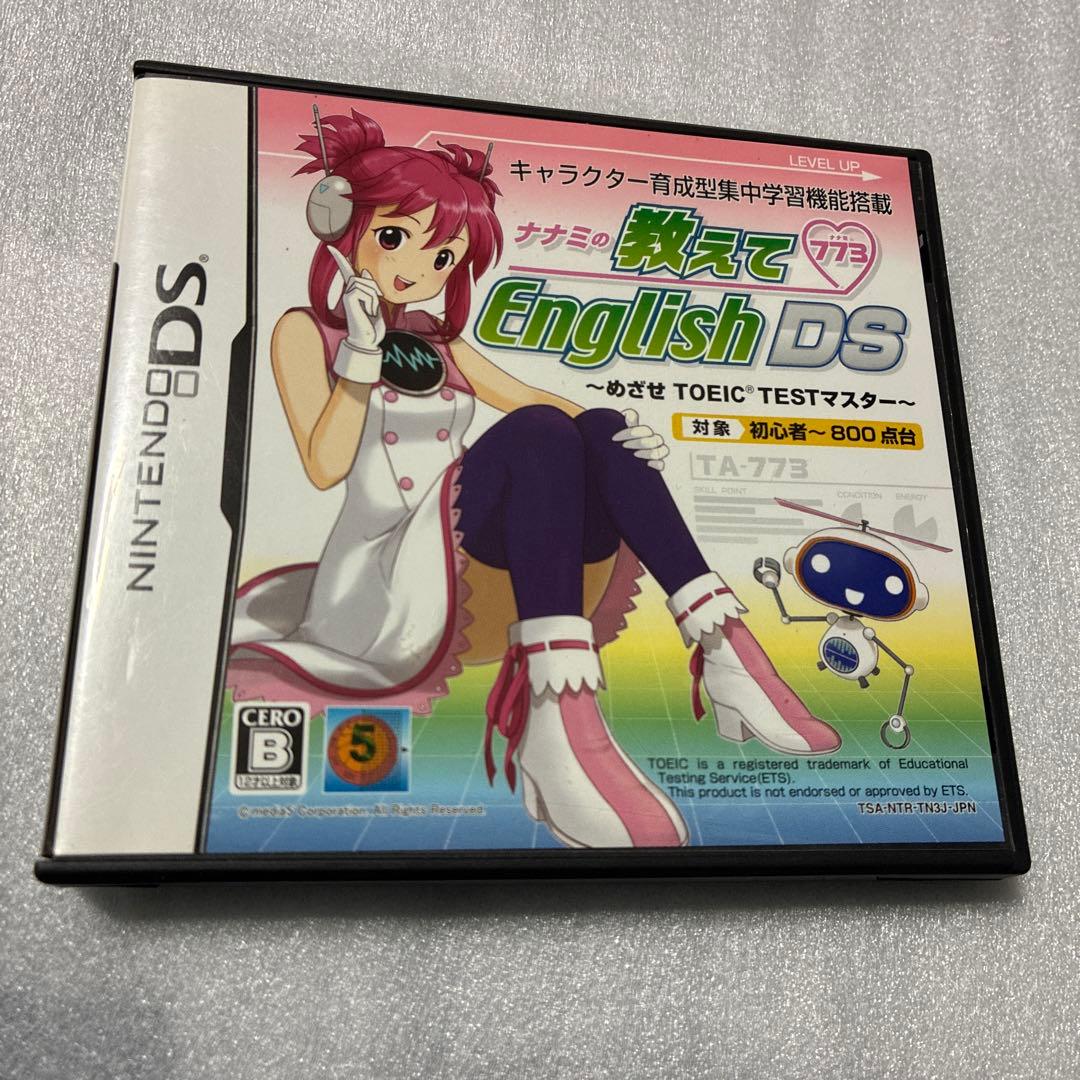 NINTENDO DS®
LEVEL UP
キャラクター育成型集中学習機能搭載
ナナミの 教えて
ナナミ
773
English DS
～めざせ TOEIC® TESTマスター～
対象 初心者～800点台
TA-773
SKILL POINT
CONDITION
ENERGY
CERO
B
12才以上対象
5
© media5 Corporation. All Rights Reserved.
TOEIC is a registered trademark of Educational
Testing Service(ETS).
This product is not endorsed or approved by ETS.
TSA-NTR-TN3J-JPN